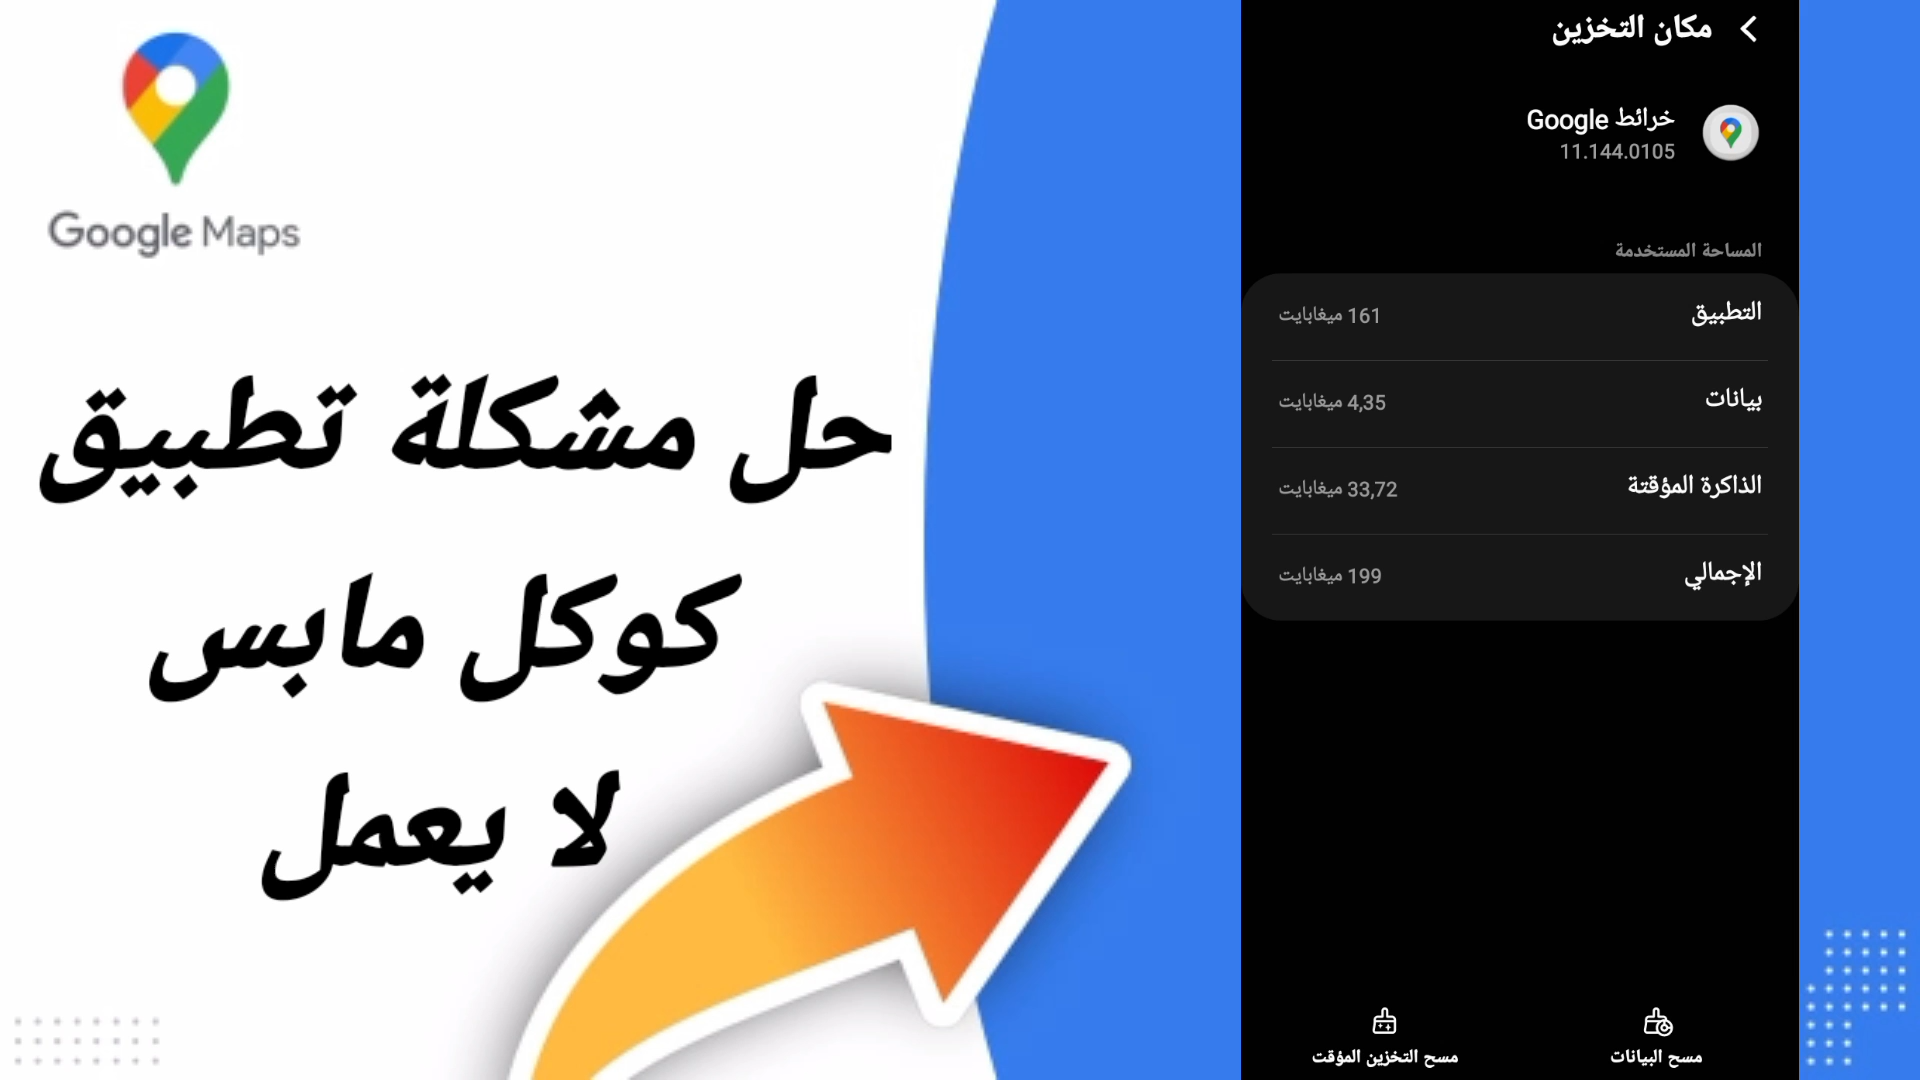 Google Maps
حل مشكلة تطبيق
كوكل مابس
لا يعمل
مكان التخزين
خرائط Google
11.144.0105
المساحة المستخدمة
التطبيق
161 ميغابايت
بيانات
4,35 ميغابايت
الذاكرة المؤقتة
33,72 ميغابايت
الإجمالي
199 ميغابايت
مسح البيانات
مسح التخزين المؤقت